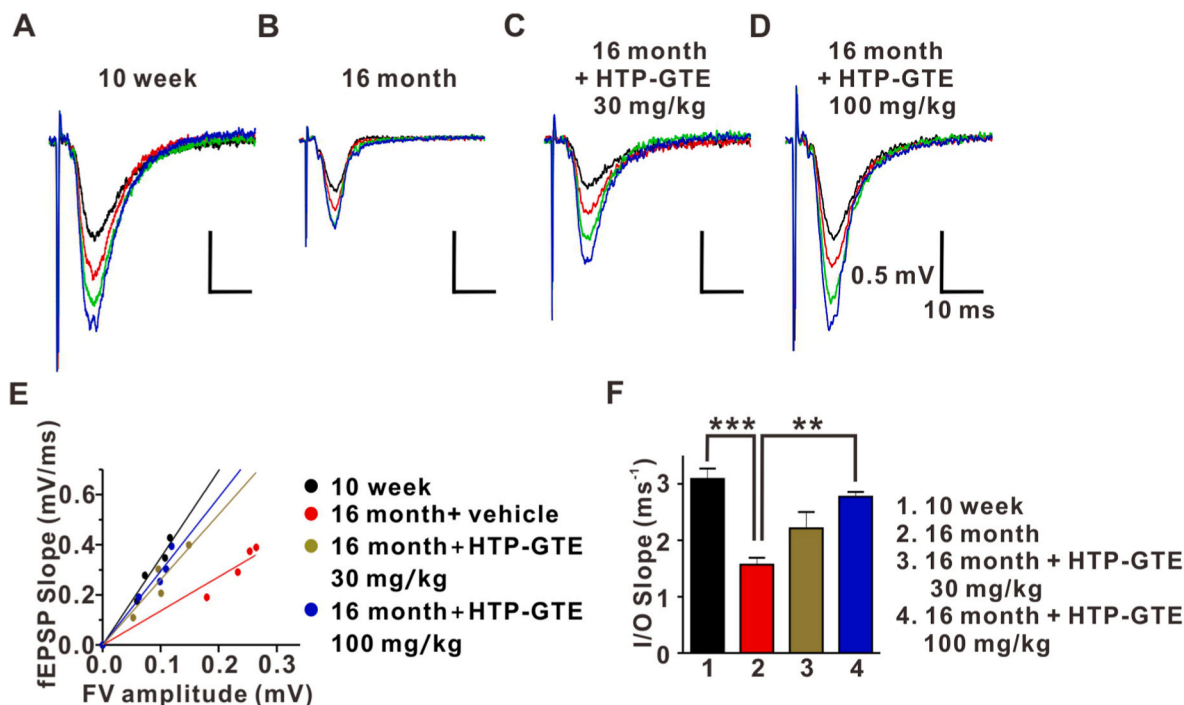 A
10 week
B
16 month
C
16 month
+ HTP-GTE
30 mg/kg
D
16 month
+ HTP-GTE
100 mg/kg
0.5 mV
10 ms
E
fEPSP Slope (mV/ms)
0.6
0.4
0.2
0.0
0.0 0.1 0.2 0.3
FV amplitude (mV)
10 week
16 month+ vehicle
16 month+HTP-GTE
30 mg/kg
16 month+HTP-GTE
100 mg/kg
F
*** **
I/O Slope (ms⁻¹)
3
2
1
0
1 2 3 4
1. 10 week
2. 16 month
3. 16 month + HTP-GTE
30 mg/kg
4. 16 month + HTP-GTE
100 mg/kg